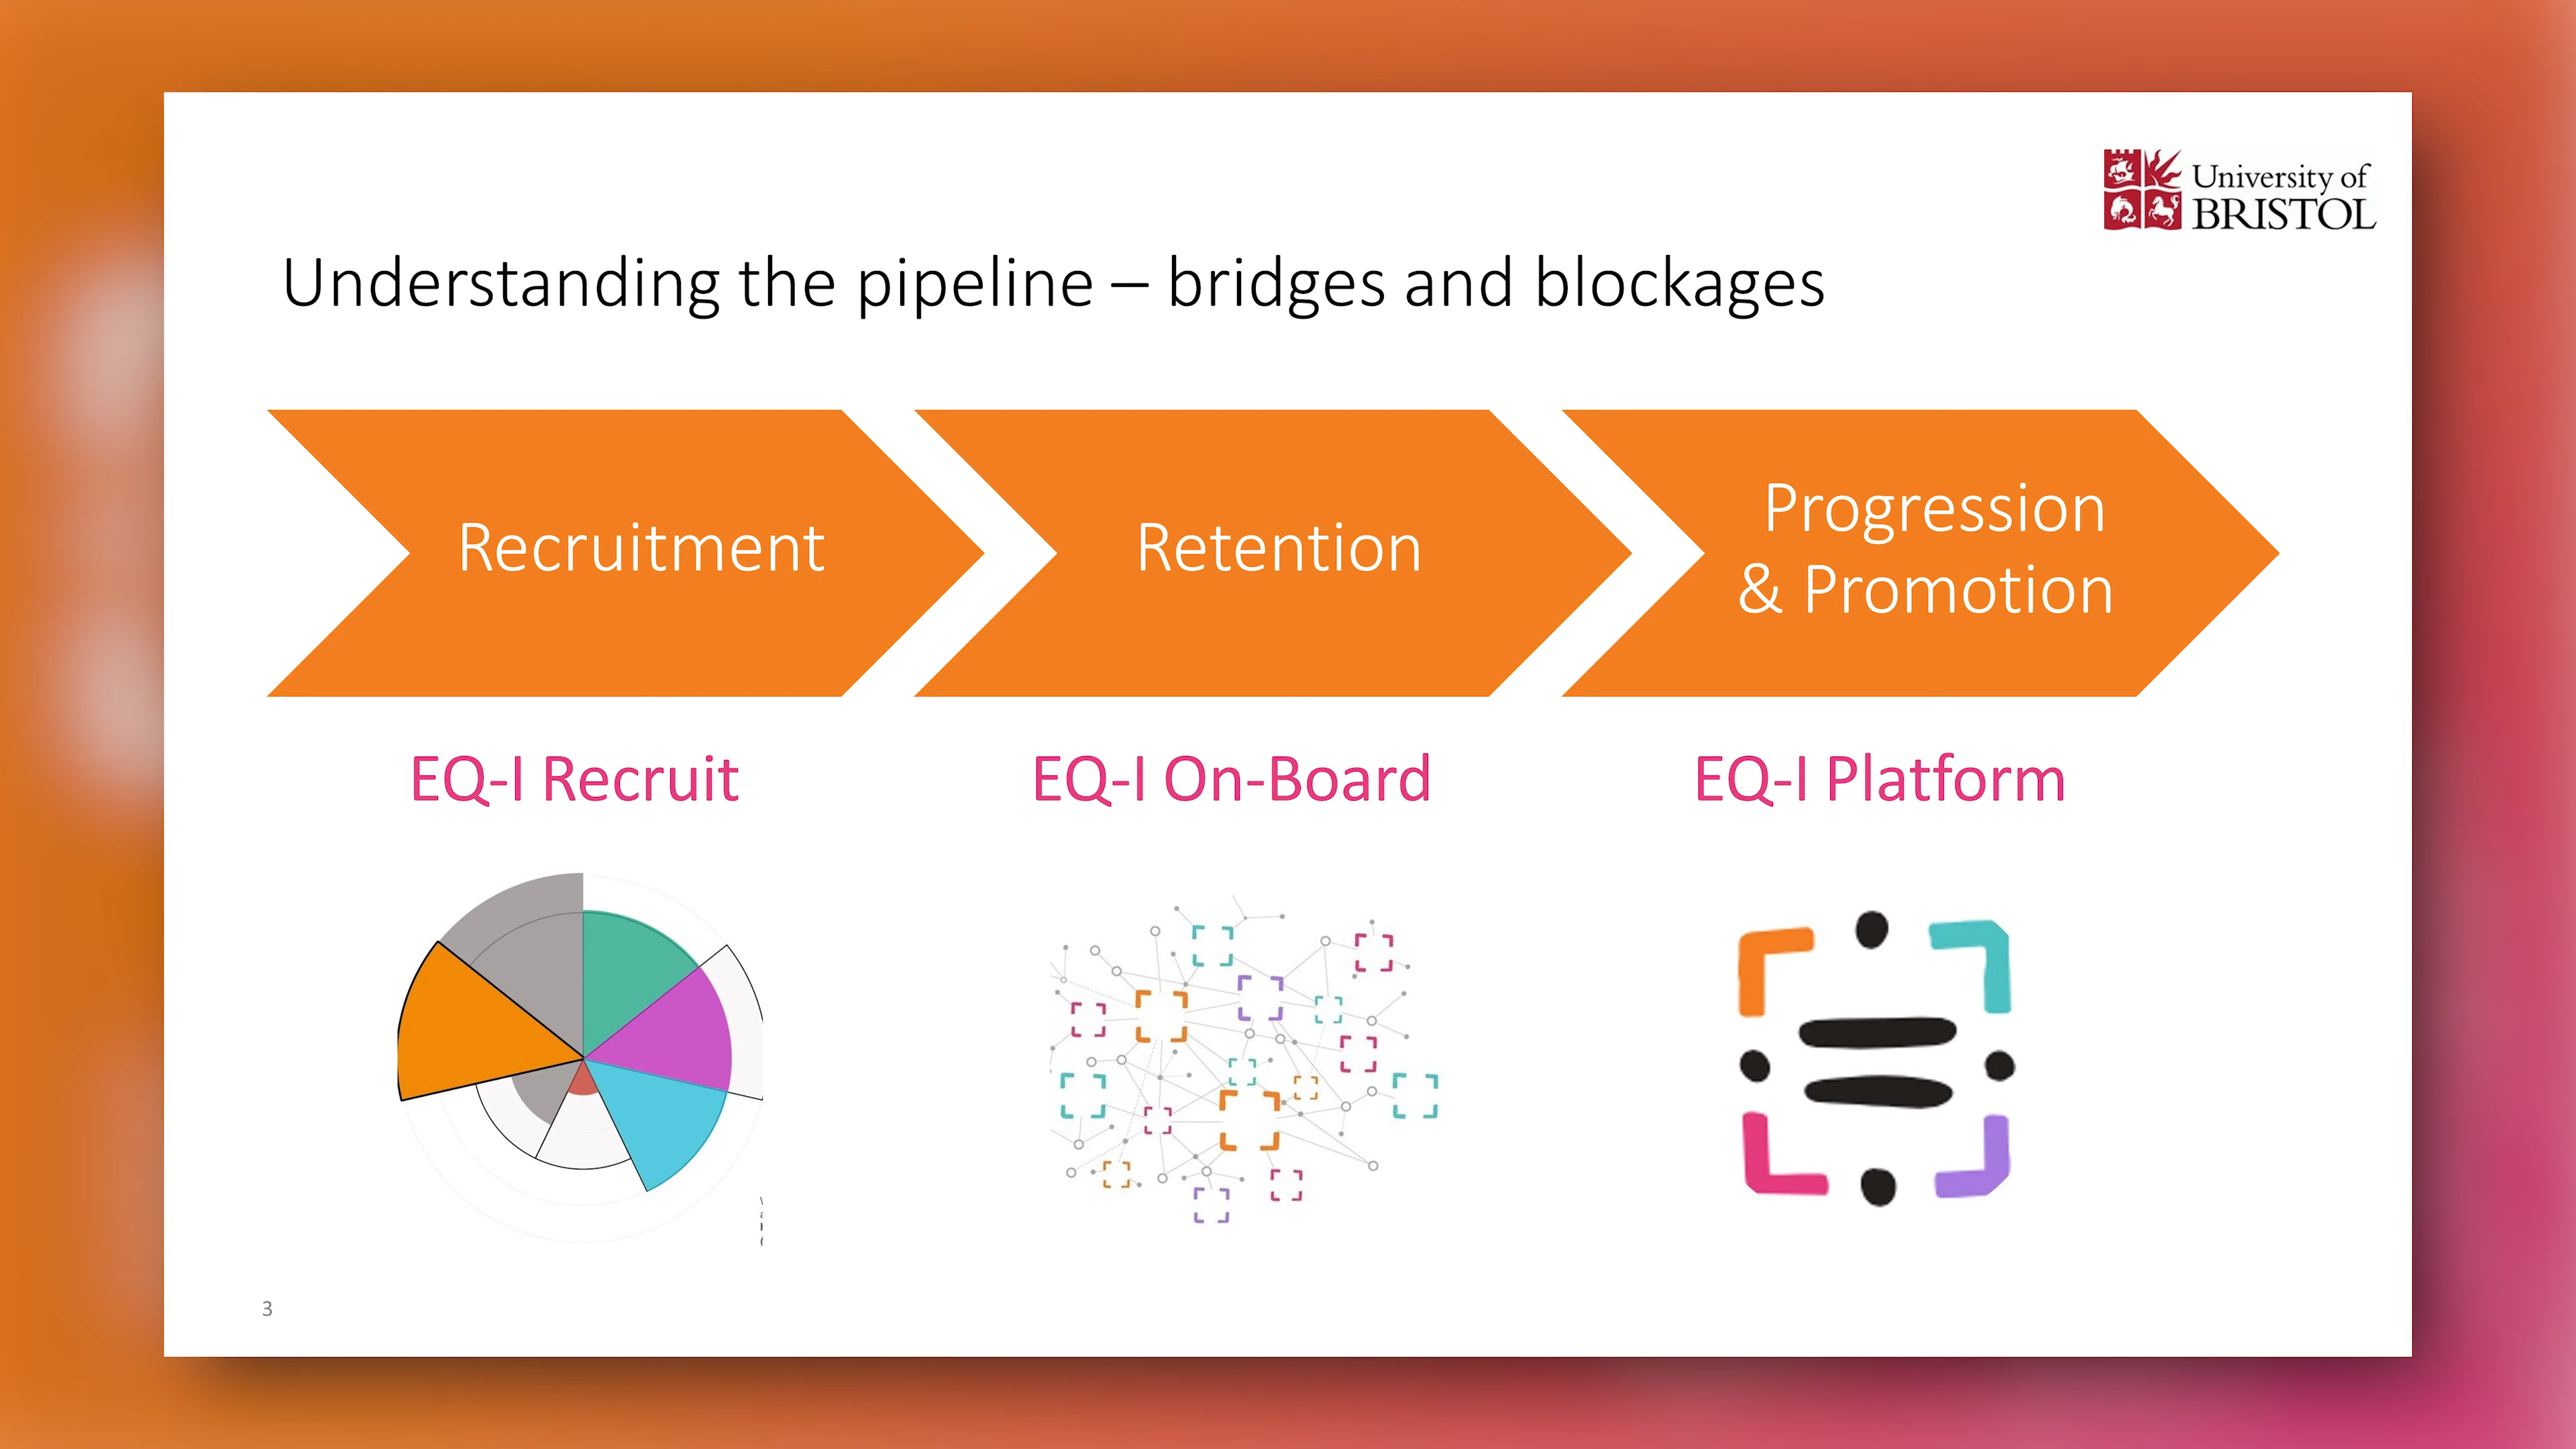 University of
BRISTOL
Understanding the pipeline – bridges and blockages
Recruitment
Retention
Progression
& Promotion
EQ-I Recruit
EQ-I On-Board
EQ-I Platform
3